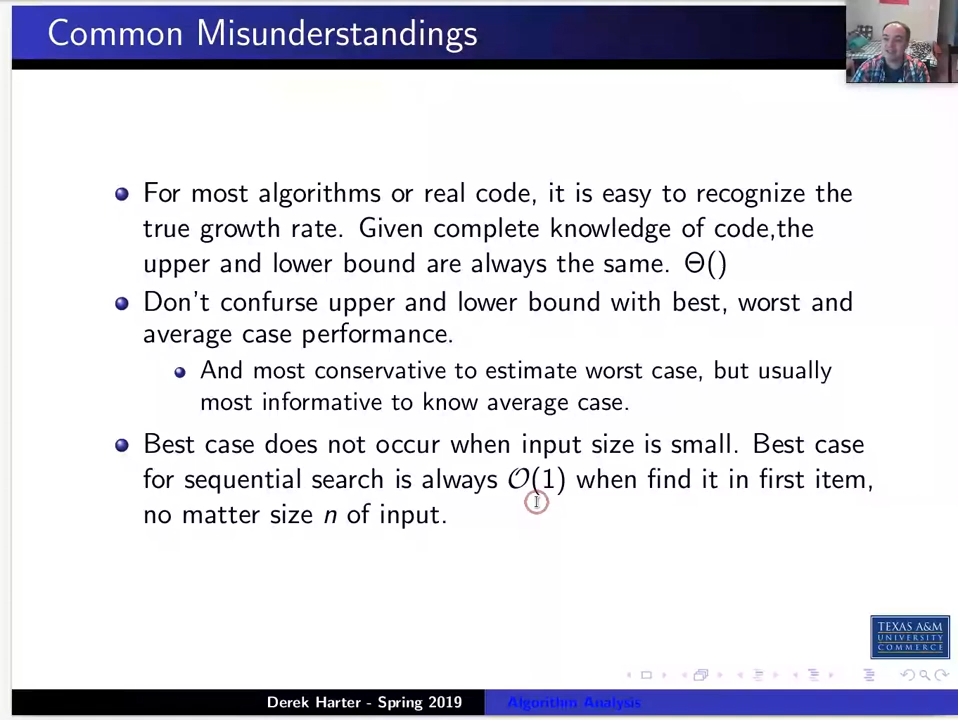 Common Misunderstandings
For most algorithms or real code, it is easy to recognize the
true growth rate. Given complete knowledge of code,the
upper and lower bound are always the same. Θ()
Don't confurse upper and lower bound with best, worst and
average case performance.
And most conservative to estimate worst case, but usually
most informative to know average case.
Best case does not occur when input size is small. Best case
for sequential search is always O(1) when find it in first item,
no matter size n of input.
TEXAS A&M
UNIVERSITY
COMMERCE
Derek Harter - Spring 2019
Algorithm Analysis